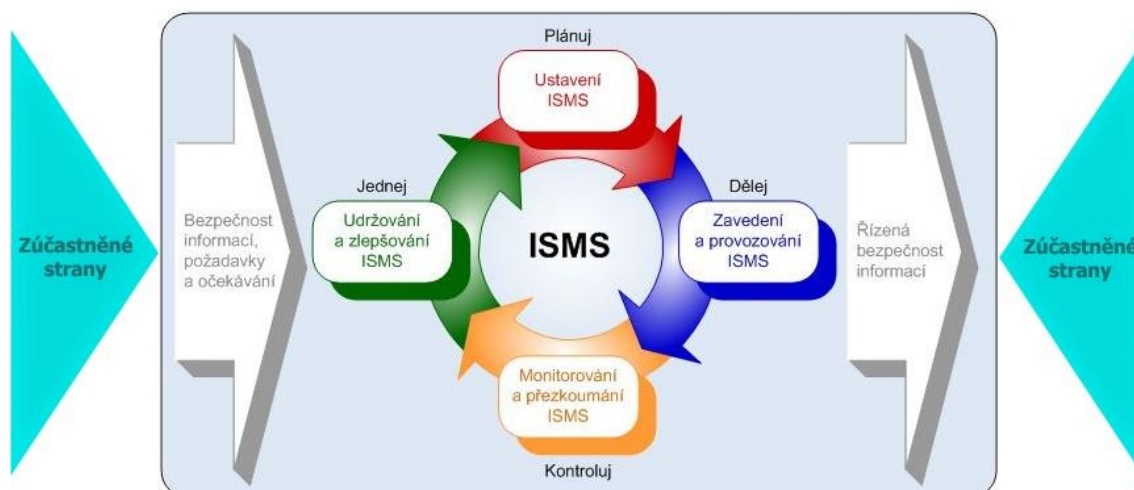 Zúčastněné
strany
Bezpečnost
informací,
požadavky
a očekávání
Plánuj
Ustavení
ISMS
Jednej
Udržování
a zlepšování
ISMS
ISMS
Dělej
Zavedení
a provozování
ISMS
Monitorování
a přezkoumání
ISMS
Kontroluj
Řízená
bezpečnost
informací
Zúčastněné
strany